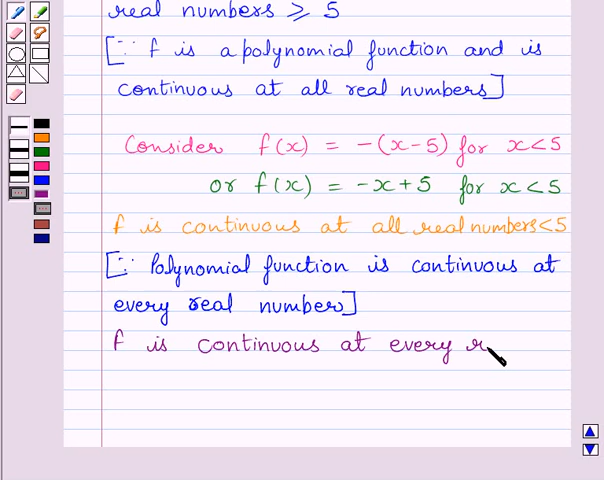 real numbers ⩾ 5
[∵ f is a polynomial function and is
continuous at all real numbers]
Consider f(x) = -(x-5) for x<5
or f(x) = -x+5 for x<5
f is continuous at all real numbers<5
[∵ Polynomial function is continuous at
every real number]
f is continuous at every r